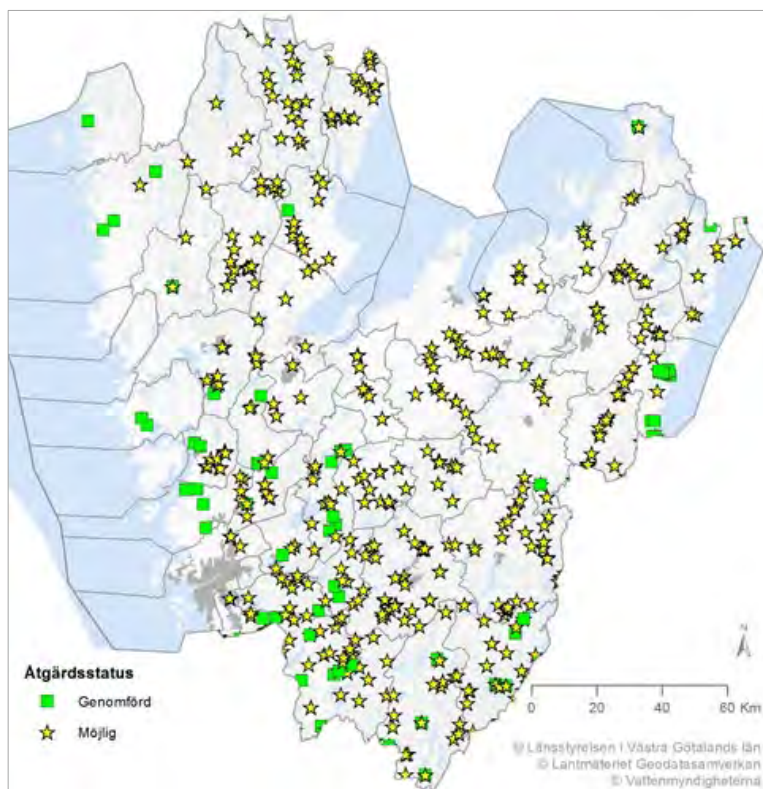 N
Åtgärdsstatus
Genomförd
Möjlig
0 20 40 60 Km
© Länsstyrelsen i Västra Götalands län
© Lantmäteriet Geodatasamverkan
© Vattenmyndigheterna